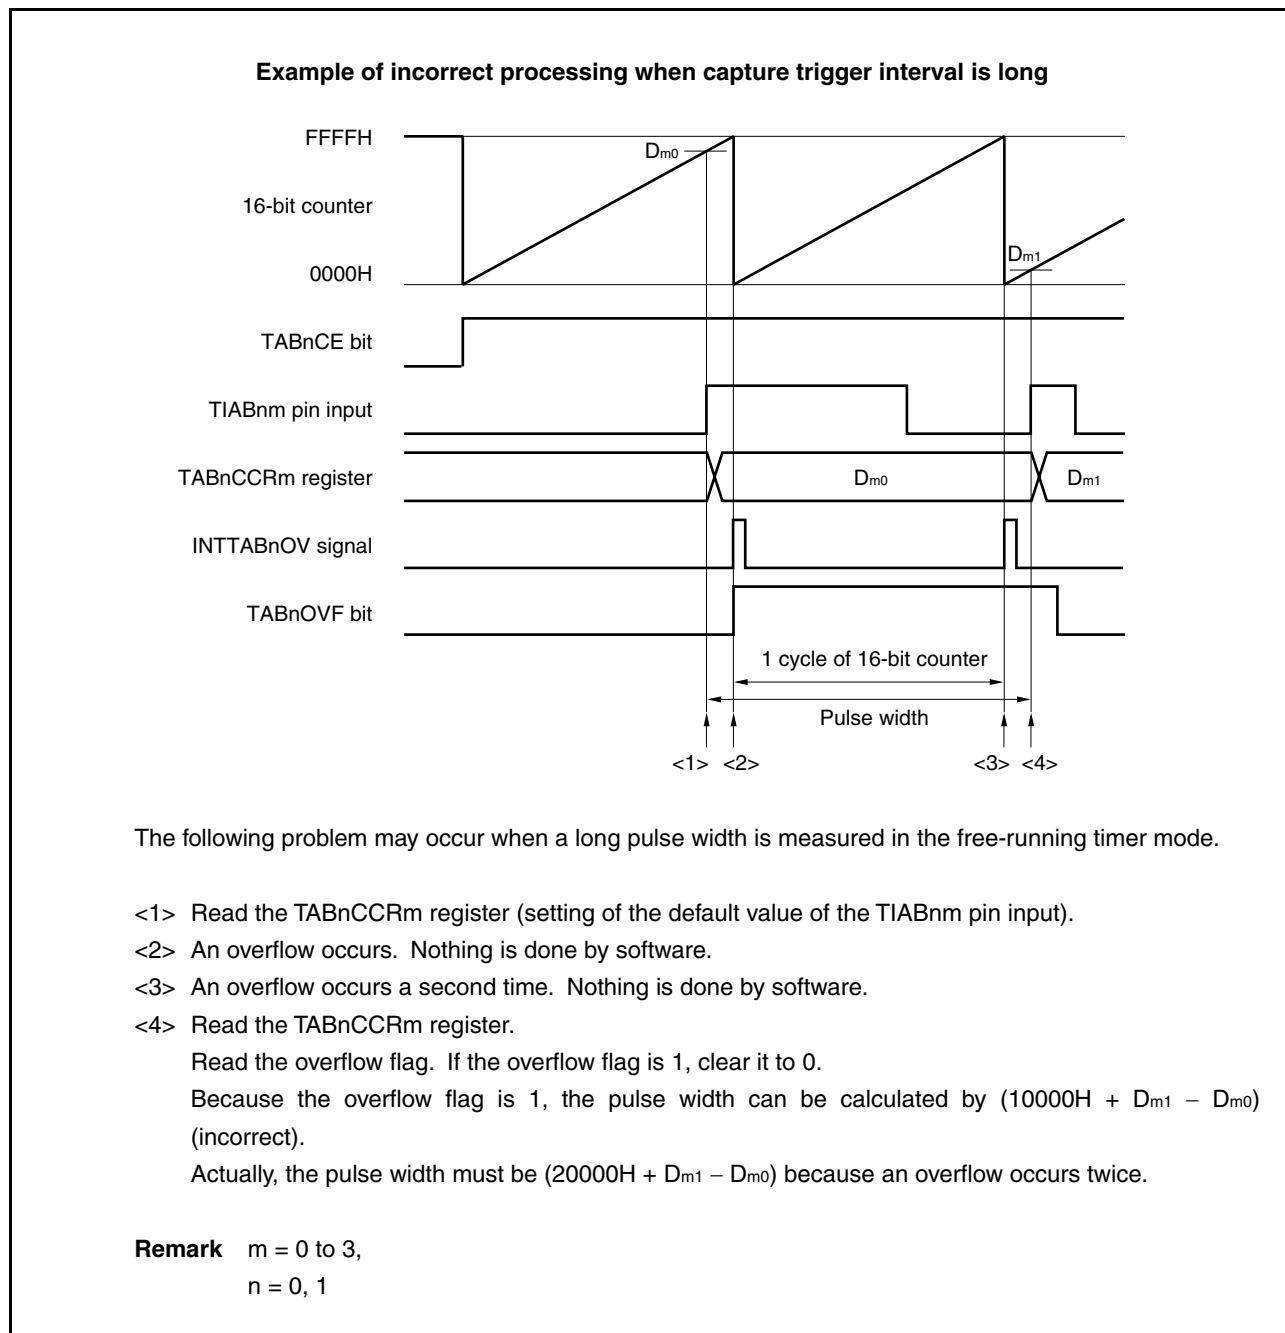 Example of incorrect processing when capture trigger interval is long
FFFFH
Dm0
16-bit counter
Dm1
0000H
TABnCE bit
TIABnm pin input
TABnCCRm register
Dm0
Dm1
INTTABnOV signal
TABnOVF bit
1 cycle of 16-bit counter
Pulse width
<1> <2> <3> <4>
The following problem may occur when a long pulse width is measured in the free-running timer mode.
<1> Read the TABnCCRm register (setting of the default value of the TIABnm pin input).
<2> An overflow occurs. Nothing is done by software.
<3> An overflow occurs a second time. Nothing is done by software.
<4> Read the TABnCCRm register.
Read the overflow flag. If the overflow flag is 1, clear it to 0.
Because the overflow flag is 1, the pulse width can be calculated by (10000H + Dm1 – Dm0)
(incorrect).
Actually, the pulse width must be (20000H + Dm1 – Dm0) because an overflow occurs twice.
Remark m = 0 to 3,
n = 0, 1